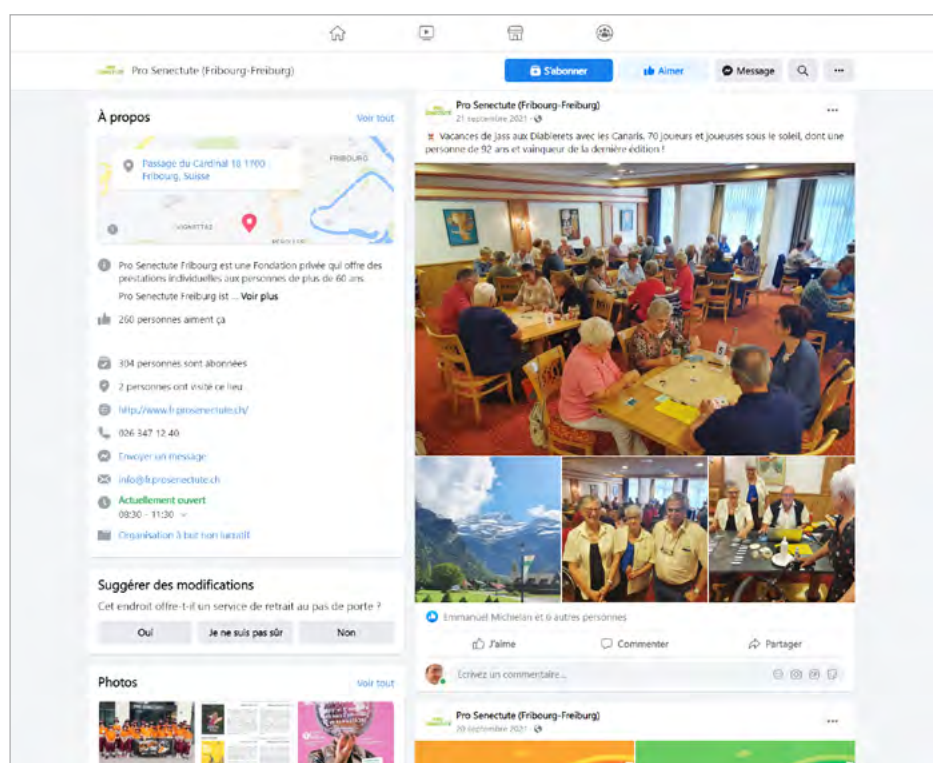 Pro Senectute (Fribourg-Freiburg)
S'abonner
Aimer
Message
À propos
Voir tout
Passage du Cardinal 18 1700
Fribourg, Suisse
FRIBOURG
VIGNETTAZ
Pro Senectute Fribourg est une Fondation privée qui offre des
prestations individuelles aux personnes de plus de 60 ans.
Pro Senectute Freiburg ist ... Voir plus
260 personnes aiment ça
304 personnes sont abonnées
2 personnes ont visité ce lieu
http://www.fr.prosenectute.ch/
026 347 12 40
Envoyer un message
info@fr.prosenectute.ch
Actuellement ouvert
08:30 - 11:30
Organisation à but non lucratif
Suggérer des modifications
Cet endroit offre-t-il un service de retrait au pas de porte ?
Oui
Je ne suis pas sûr
Non
Photos
Voir tout
Pro Senectute (Fribourg-Freiburg)
21 septembre 2021
Vacances de Jass aux Diablerets avec les Canaris. 70 joueurs et joueuses sous le soleil, dont une
personne de 92 ans et vainqueur de la dernière édition !
Emmanuel Michielan et 6 autres personnes
J'aime
Commenter
Partager
Écrivez un commentaire...
Pro Senectute (Fribourg-Freiburg)
20 septembre 2021